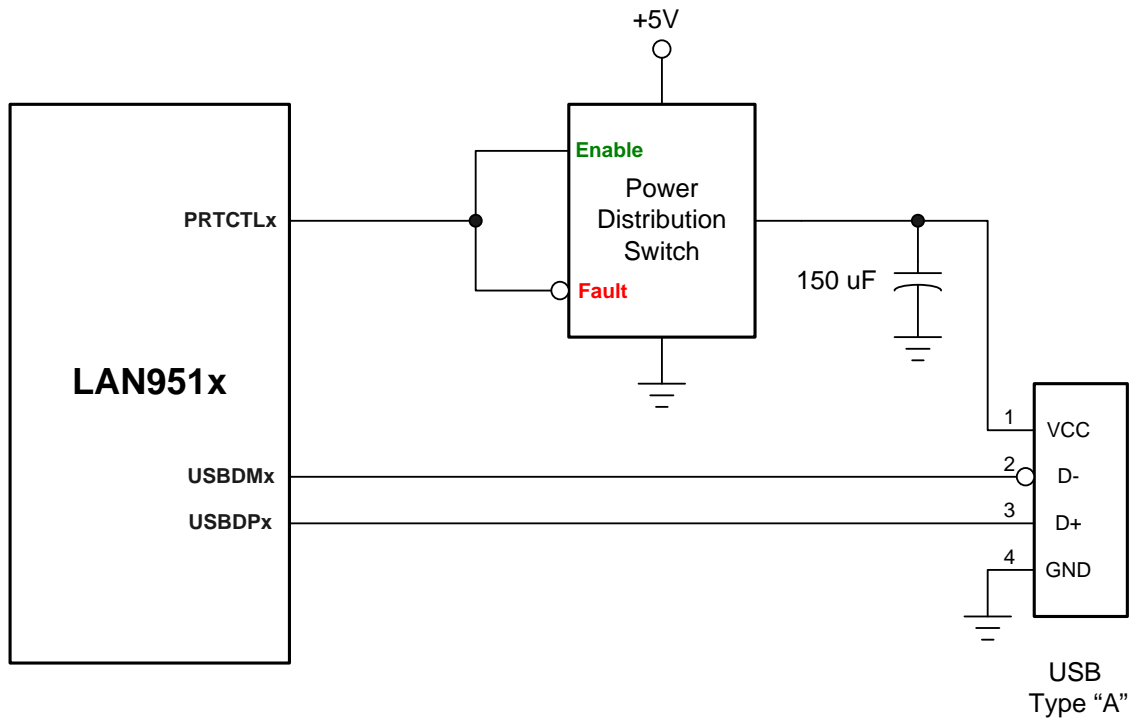 +5V
Enable
Power
Distribution
Switch
PRTCTLx
Fault
150 uF
LAN951x
1
VCC
USBDMx
2
D-
USBDPx
3
D+
4
GND
USB
Type “A”